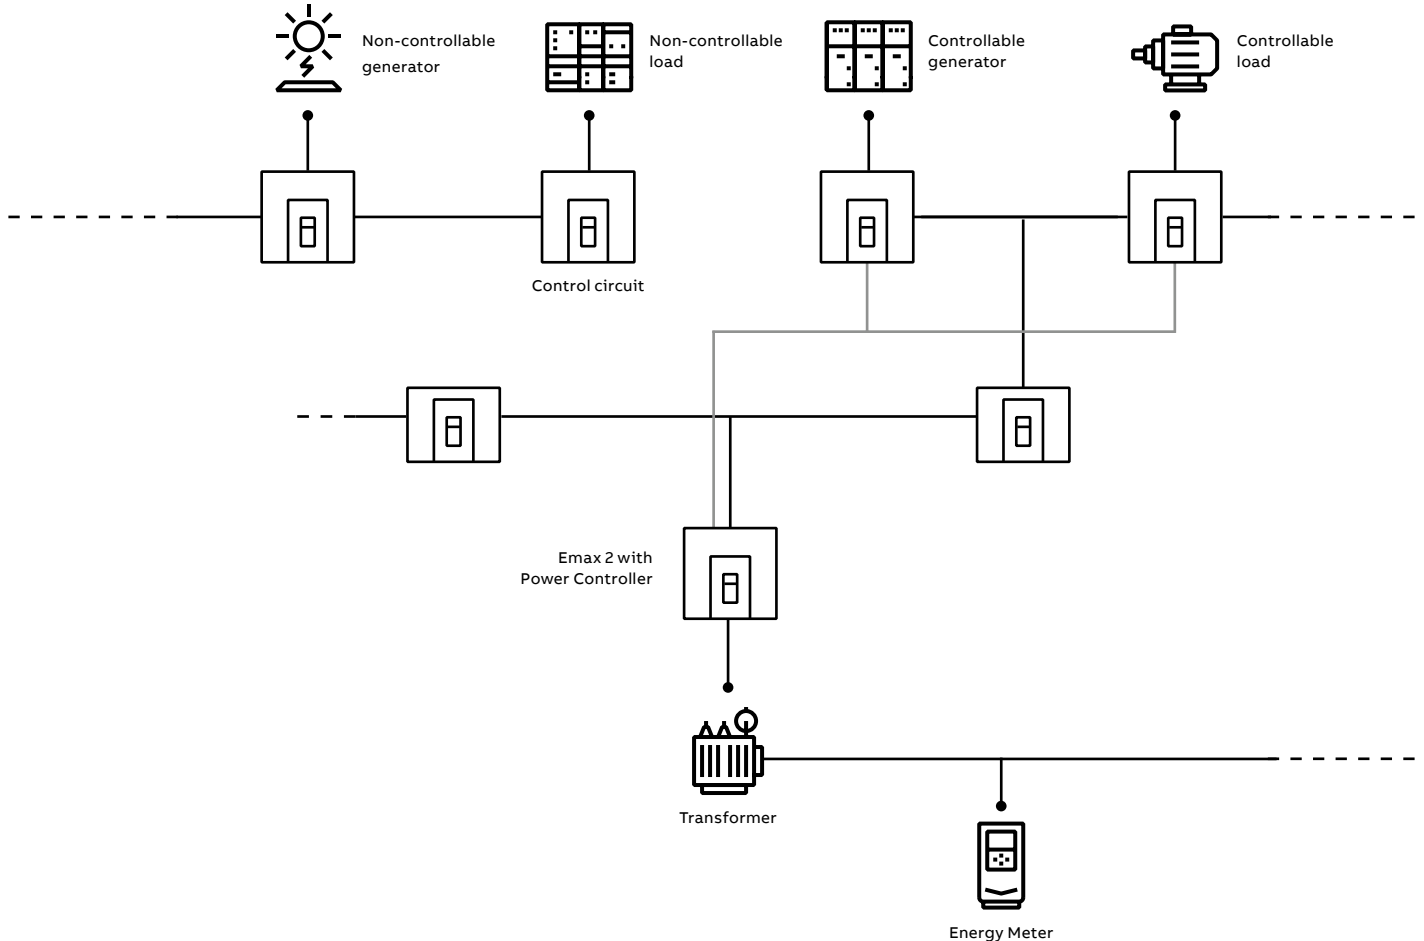 Non-controllable
generator
Non-controllable
load
Controllable
generator
Controllable
load
Control circuit
Emax 2 with
Power Controller
Transformer
Energy Meter